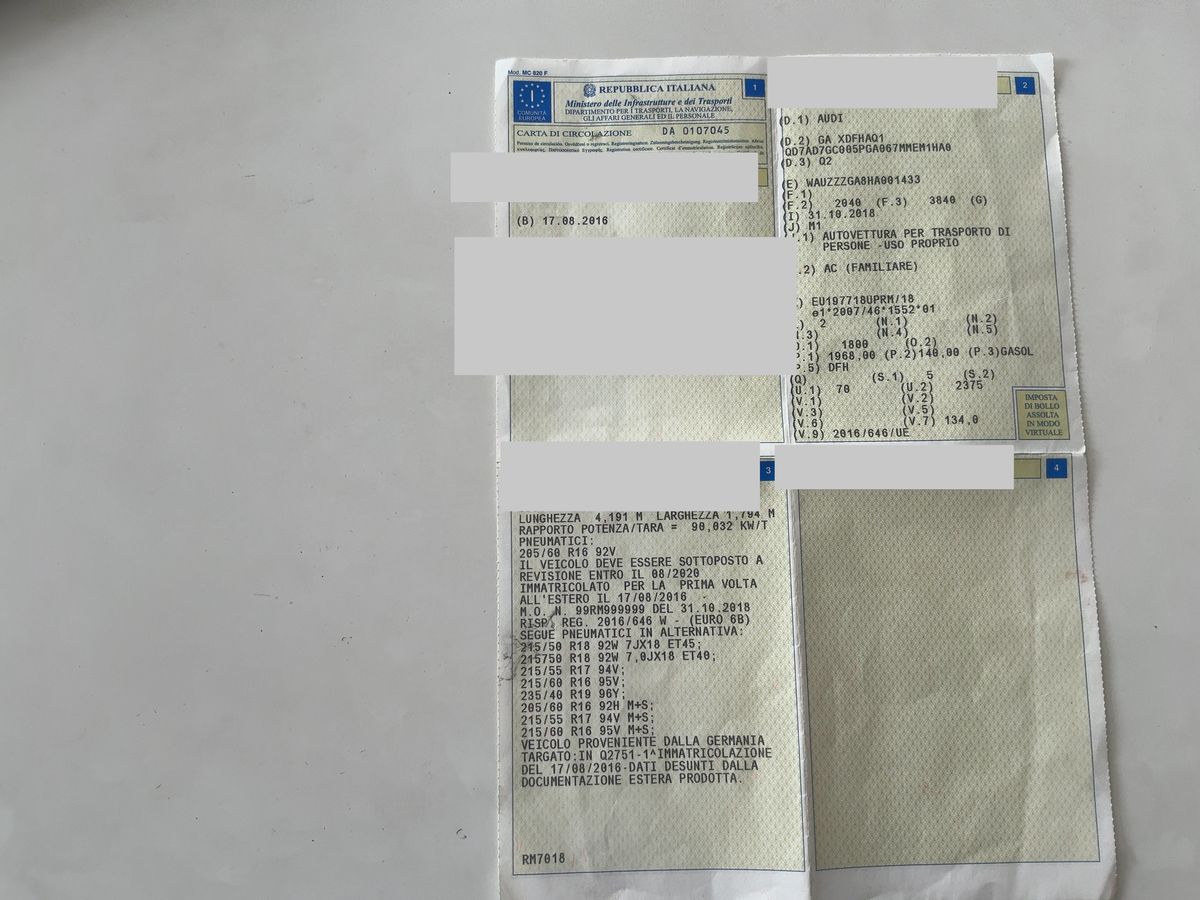 Mod. MC 820 F
I
COMUNITÀ
EUROPEA
REPUBBLICA ITALIANA
Ministero delle Infrastrutture e dei Trasporti
DIPARTIMENTO PER I TRASPORTI, LA NAVIGAZIONE,
GLI AFFARI GENERALI ED IL PERSONALE
1
CARTA DI CIRCOLAZIONE DA 0107045
(B) 17.08.2016
2
(D.1) AUDI
(D.2) GA XDFHAQ1
QD7AD7GC005PGA067MMEM1HA0
(D.3) Q2
(E) WAUZZZGA8HA001433
(F.1)
(F.2) 2040 (F.3) 3840 (G)
(I) 31.10.2018
(J) M1
.1) AUTOVETTURA PER TRASPORTO DI
PERSONE -USO PROPRIO
.2) AC (FAMILIARE)
) EU197718UPRM/18
e1*2007/46*1552*01
) 2 (N.1) (N.2)
.3) (N.4) (N.5)
.1) 1800 (O.2)
P.1) 1968,00 (P.2)140,00 (P.3)GASOL
P.5) DFH
(Q) (S.1) 5 (S.2)
(U.1) 70 (U.2) 2375
(V.1) (V.2)
(V.3) (V.5)
(V.6) (V.7) 134,0
(V.9) 2016/646/UE
IMPOSTA
DI BOLLO
ASSOLTA
IN MODO
VIRTUALE
3
LUNGHEZZA 4,191 M LARGHEZZA 1,794 M
RAPPORTO POTENZA/TARA = 90,032 KW/T
PNEUMATICI:
205/60 R16 92V
IL VEICOLO DEVE ESSERE SOTTOPOSTO A
REVISIONE ENTRO IL 08/2020
IMMATRICOLATO PER LA PRIMA VOLTA
ALL'ESTERO IL 17/08/2016 -
M.O. N. 99RM999999 DEL 31.10.2018
RISP. REG. 2016/646 W - (EURO 6B)
SEGUE PNEUMATICI IN ALTERNATIVA:
215/50 R18 92W 7JX18 ET45;
215750 R18 92W 7,0JX18 ET40;
215/55 R17 94V;
215/60 R16 95V;
235/40 R19 96Y;
205/60 R16 92H M+S;
215/55 R17 94V M+S;
215/60 R16 95V M+S;
VEICOLO PROVENIENTE DALLA GERMANIA
TARGATO:IN Q2751-1^IMMATRICOLAZIONE
DEL 17/08/2016-DATI DESUNTI DALLA
DOCUMENTAZIONE ESTERA PRODOTTA.
RM7018
4